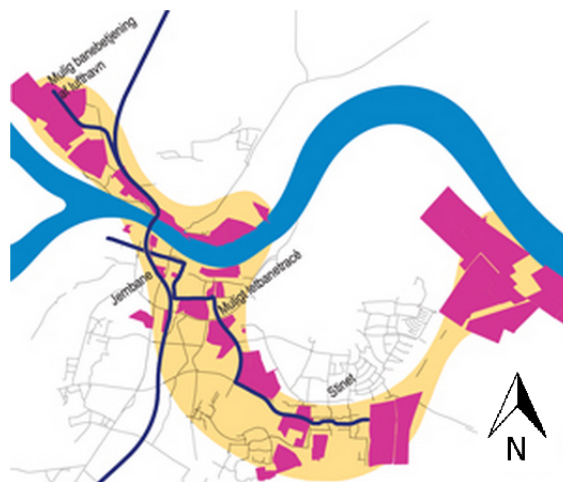 Mulig banebetjening
af lufthavn
Jernbane
Muligt letbanetracé
Stinet
N